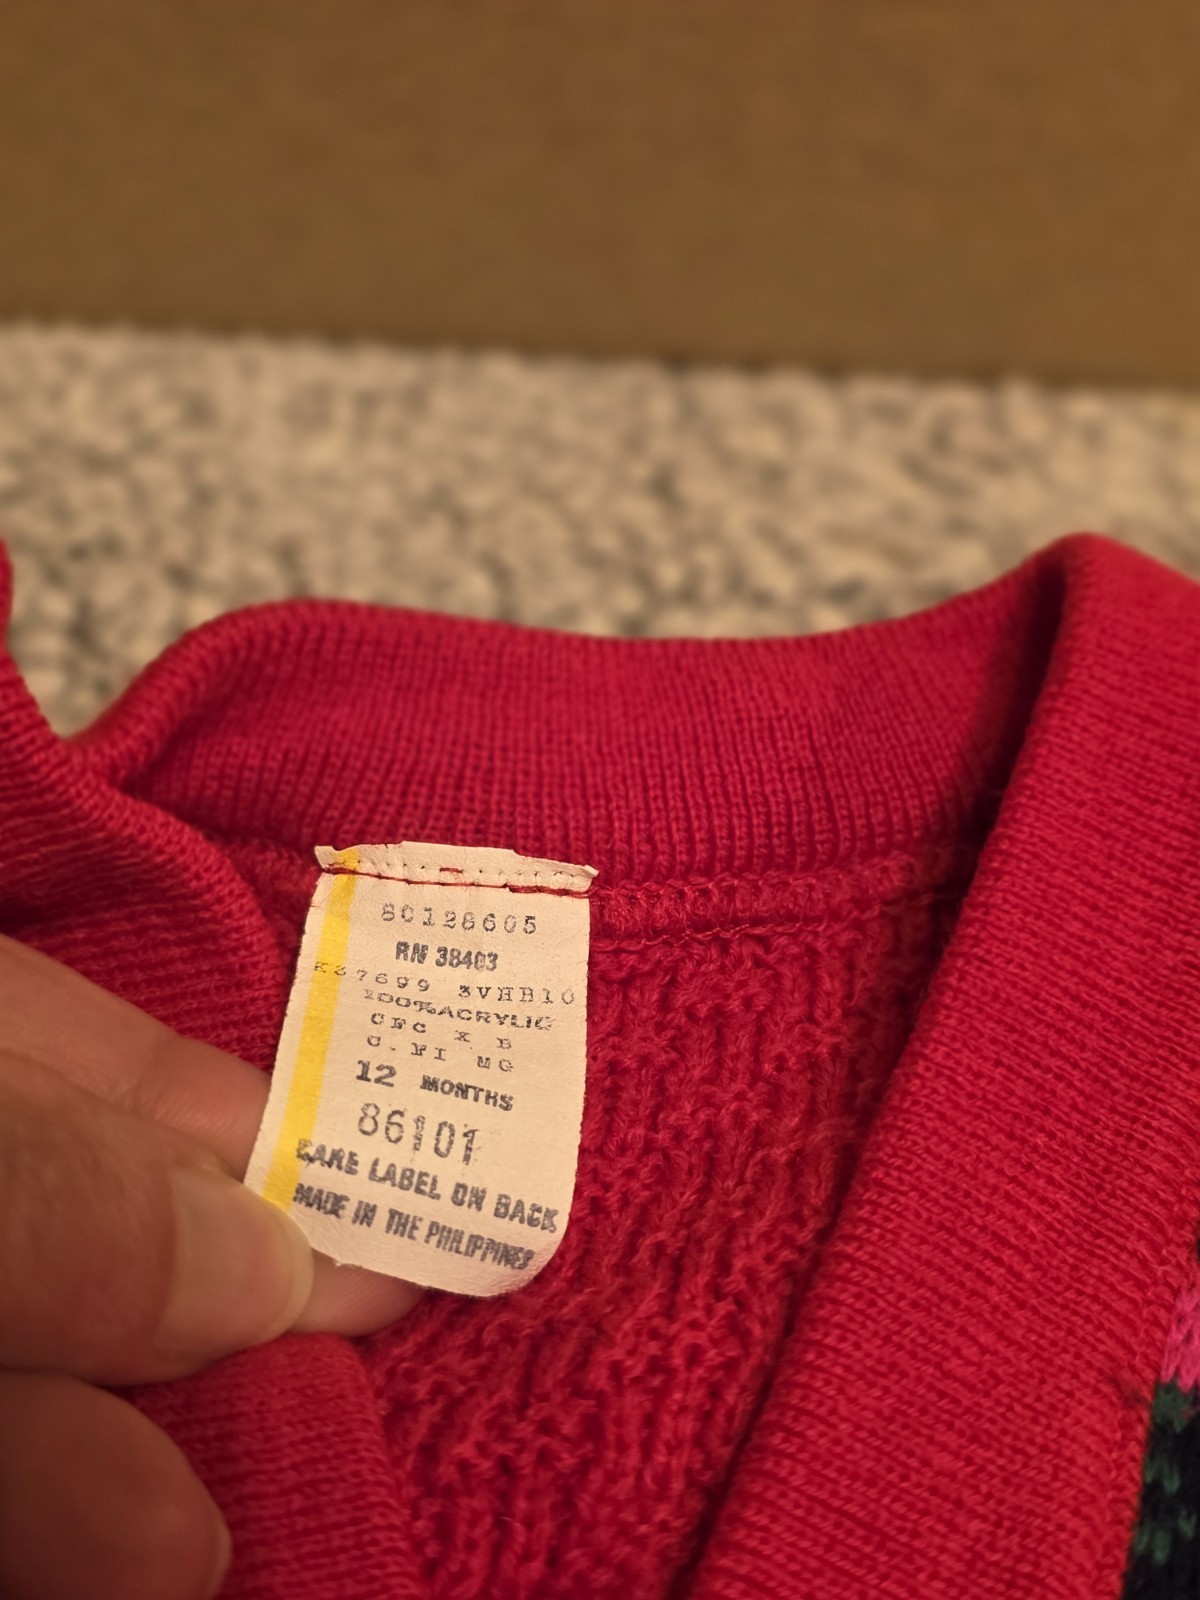 80128605
RN 38403
K37699 3VHB10
100% ACRYLIC
CFC X B
C. FI MG
12 MONTHS
86101
CARE LABEL ON BACK
MADE IN THE PHILIPPINES